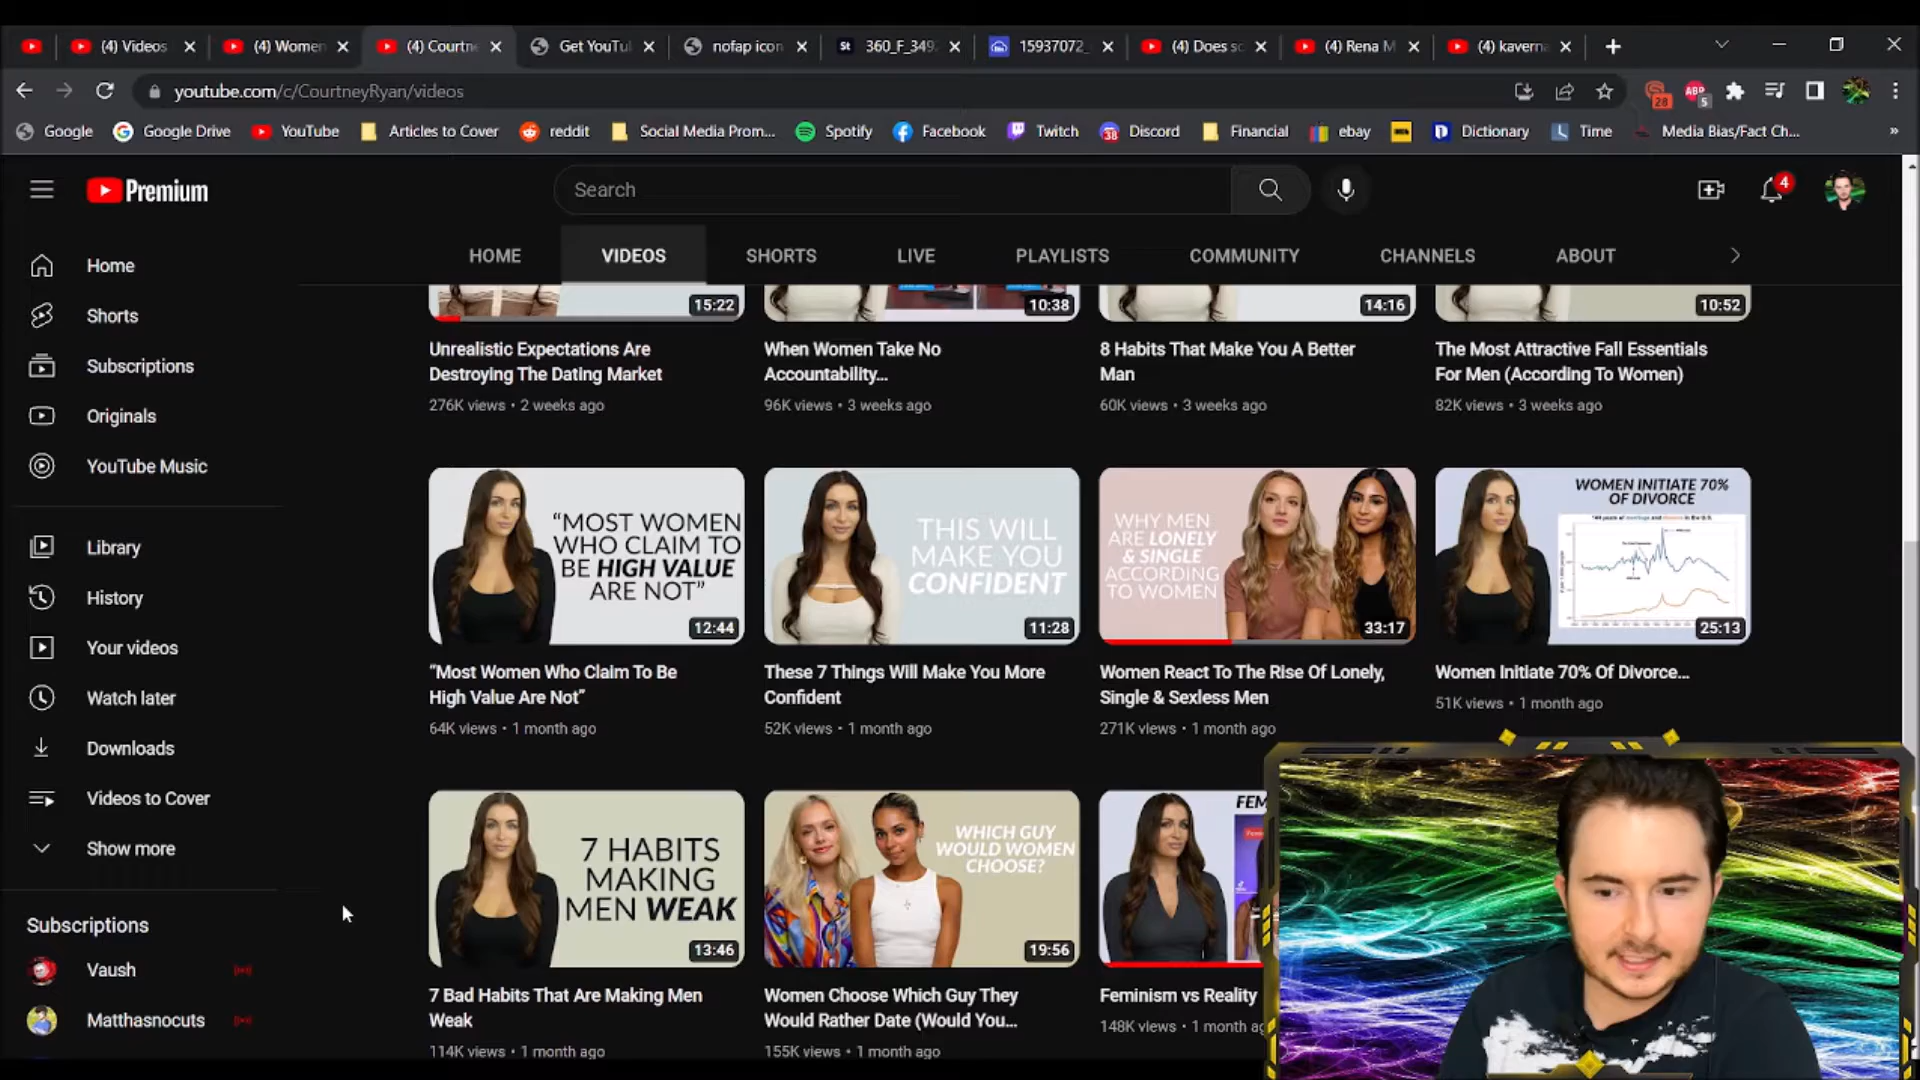 (4) Videos
(4) Women
(4) Courtne
Get YouTu
nofap icon
St
360_F_349
15937072_
(4) Does sc
(4) Rena M
(4) kaverna
youtube.com/c/CourtneyRyan/videos
28
ABP
5
Google
Google Drive
YouTube
Articles to Cover
reddit
Social Media Prom...
Spotify
Facebook
Twitch
38
Discord
Financial
ebay
Dictionary
Time
Media Bias/Fact Ch...
»
Premium
Search
4
HOME
VIDEOS
SHORTS
LIVE
PLAYLISTS
COMMUNITY
CHANNELS
ABOUT
Home
Shorts
Subscriptions
Originals
YouTube Music
Library
History
Your videos
Watch later
Downloads
Videos to Cover
Show more
Subscriptions
Vaush
Matthasnocuts
15:22
10:38
14:16
10:52
Unrealistic Expectations Are
Destroying The Dating Market
276K views • 2 weeks ago
When Women Take No
Accountability...
96K views • 3 weeks ago
8 Habits That Make You A Better
Man
60K views • 3 weeks ago
The Most Attractive Fall Essentials
For Men (According To Women)
82K views • 3 weeks ago
“MOST WOMEN
WHO CLAIM TO
BE HIGH VALUE
ARE NOT”
12:44
THIS WILL
MAKE YOU
CONFIDENT
11:28
WHY MEN
ARE LONELY
& SINGLE
ACCORDING
TO WOMEN
33:17
WOMEN INITIATE 70%
OF DIVORCE
25:13
“Most Women Who Claim To Be
High Value Are Not”
64K views • 1 month ago
These 7 Things Will Make You More
Confident
52K views • 1 month ago
Women React To The Rise Of Lonely,
Single & Sexless Men
271K views • 1 month ago
Women Initiate 70% Of Divorce...
51K views • 1 month ago
7 HABITS
MAKING
MEN WEAK
13:46
WHICH GUY
WOULD WOMEN
CHOOSE?
19:56
FEM
7 Bad Habits That Are Making Men
Weak
114K views • 1 month ago
Women Choose Which Guy They
Would Rather Date (Would You...
155K views • 1 month ago
Feminism vs Reality
148K views • 1 month ag